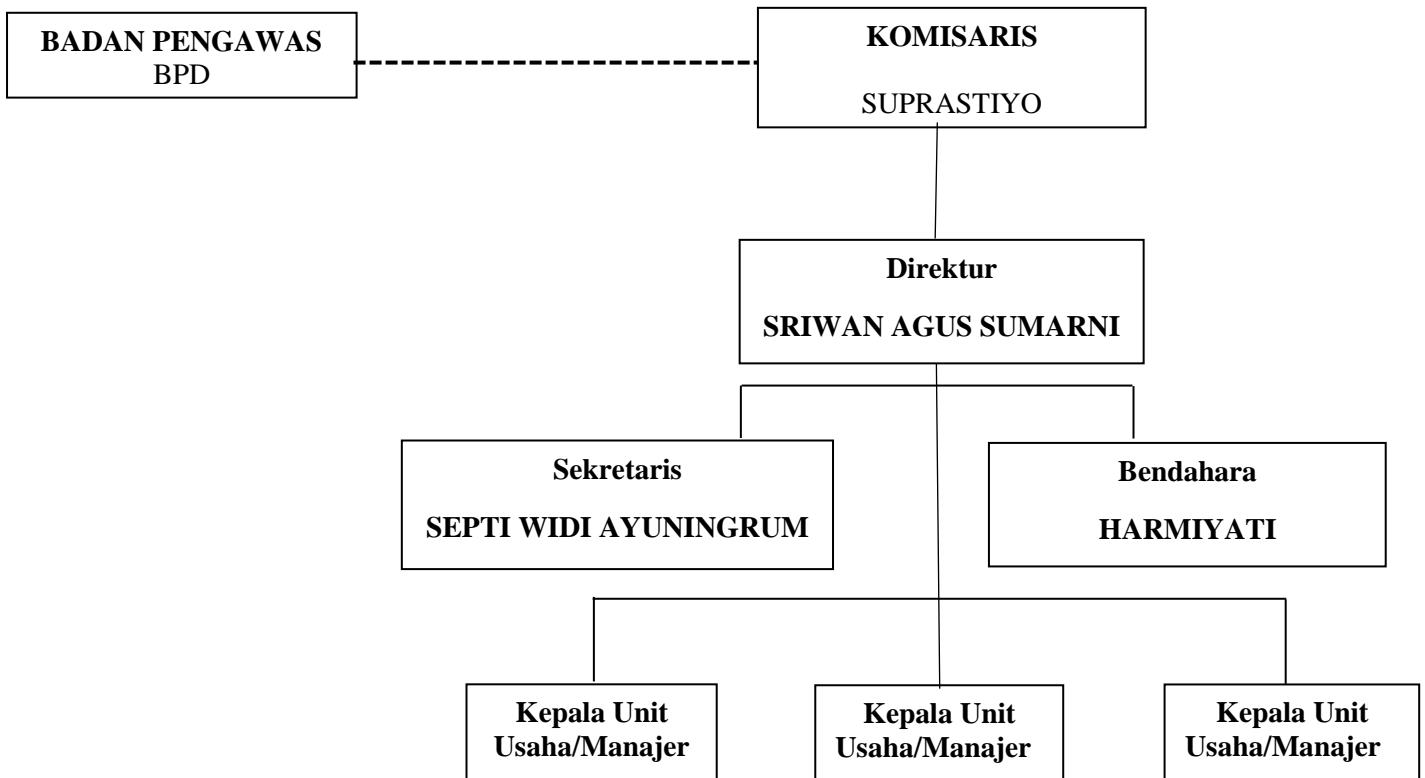 BADAN PENGAWAS
BPD
KOMISARIS
SUPRASTIYO
Direktur
SRIWAN AGUS SUMARNI
Sekretaris
SEPTI WIDI AYUNINGRUM
Bendahara
HARMIYATI
Kepala Unit
Usaha/Manajer
Kepala Unit
Usaha/Manajer
Kepala Unit
Usaha/Manajer